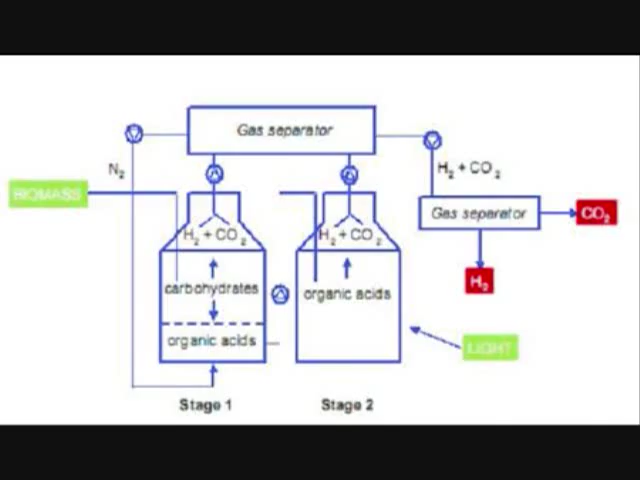 Gas separator
N2
H2 + CO2
BIOMASS
Gas separator
CO2
H2 + CO2
H2 + CO2
H2
carbohydrates
organic acids
organic acids
LIGHT
Stage 1
Stage 2